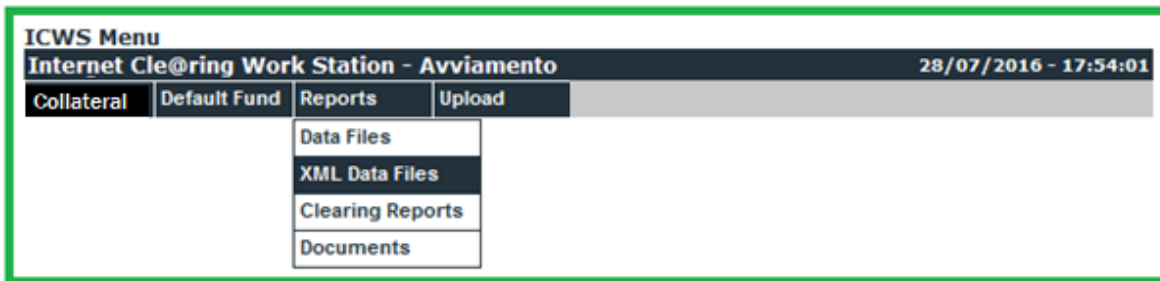 ICWS Menu
Internet Cle@ring Work Station - Avviamento 28/07/2016 - 17:54:01
Collateral Default Fund Reports Upload
Data Files
XML Data Files
Clearing Reports
Documents